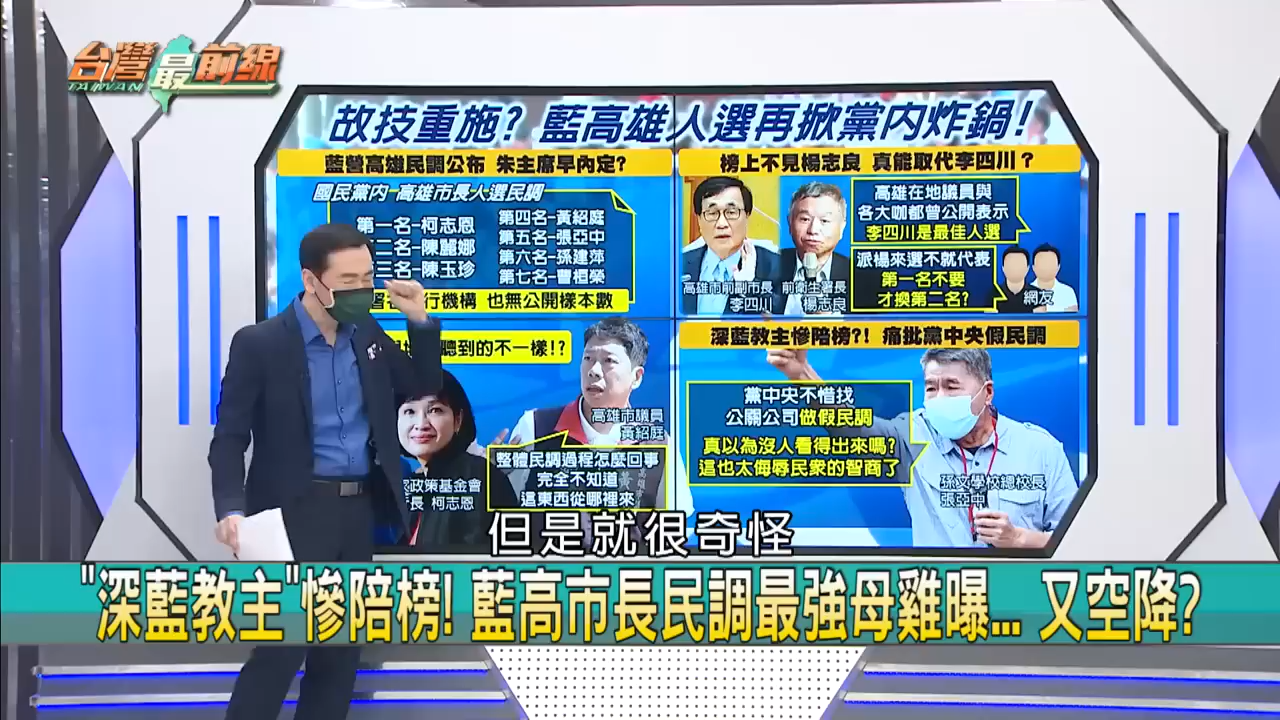 台灣最前線
TAIWAN
故技重施? 藍高雄人選再掀黨內炸鍋!
藍營高雄民調公布 朱主席早內定?
國民黨內 高雄市長人選民調
第一名-柯志恩
二名-陳麗娜
三名-陳玉珍
第四名-黃紹庭
第五名-張亞中
第六名-孫建萍
第七名-曹桓榮
行機構 也無公開樣本數
聽到的不一樣!?
高雄市議員
黃紹庭
政策基金會
長 柯志恩
整體民調過程怎麼回事
完全不知道
這東西從哪裡來
榜上不見楊志良 真能取代李四川?
高雄市前副市長
李四川
前衛生署長
楊志良
高雄在地議員與
各大咖都曾公開表示
李四川是最佳人選
派楊來選不就代表
第一名不要
才換第二名?
網友
深藍教主慘陪榜?! 痛批黨中央假民調
黨中央不惜找
公關公司做假民調
真以為沒人看得出來嗎?
這也太侮辱民衆的智商了
孫文學校總校長
張亞中
但是就很奇怪
"深藍教主"慘陪榜! 藍高市長民調最強母雞曝... 又空降?